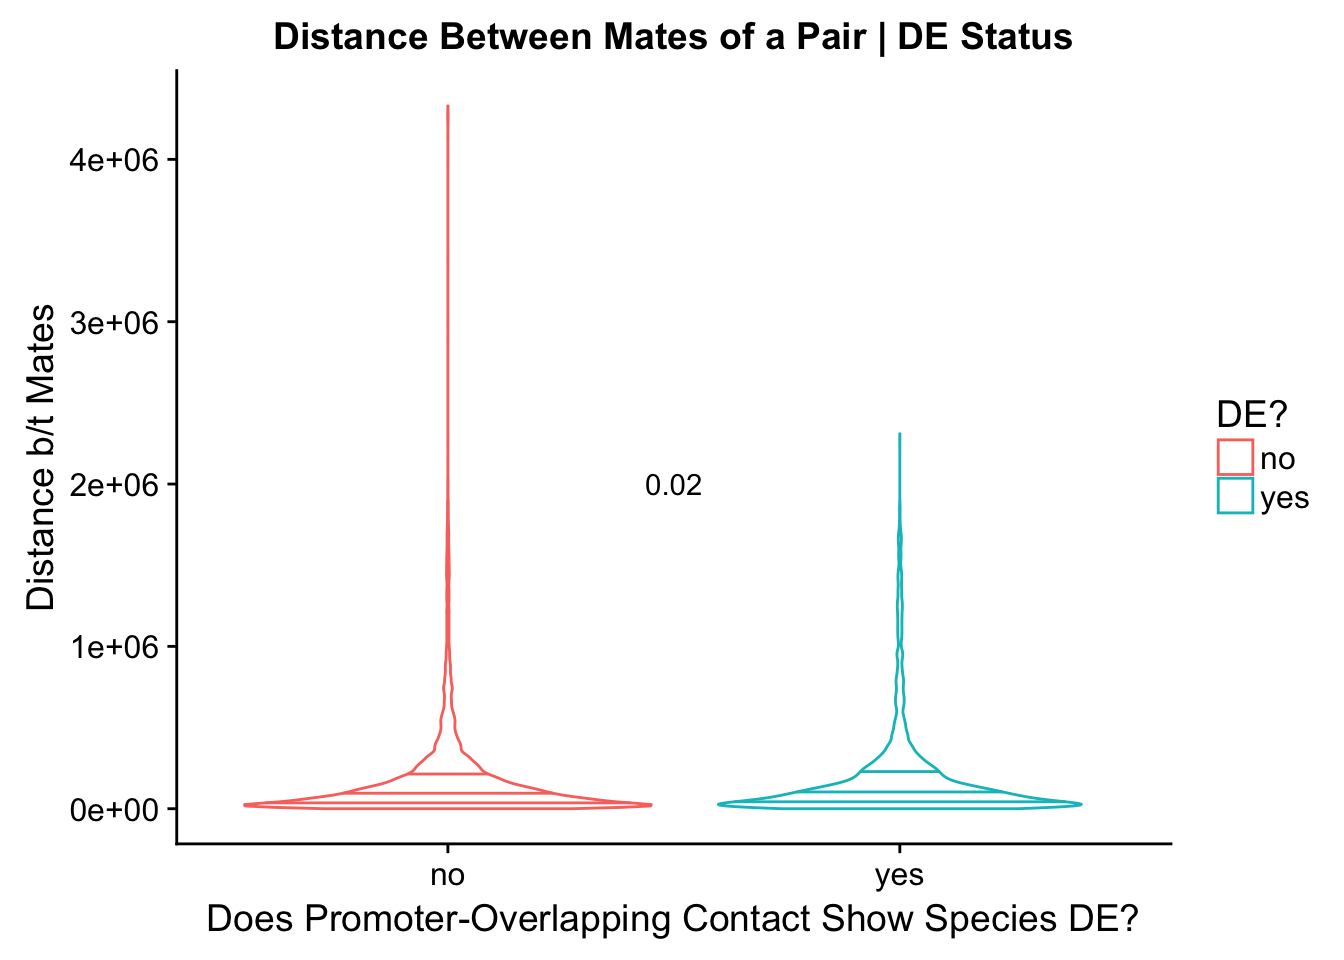 Distance Between Mates of a Pair | DE Status
Distance b/t Mates
4e+06
3e+06
2e+06
1e+06
0e+00
0.02
no
yes
Does Promoter-Overlapping Contact Show Species DE?
DE?
no
yes